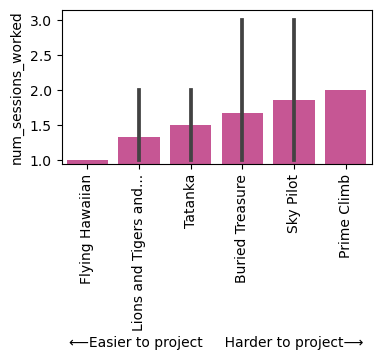 num_sessions_worked
3.0
2.5
2.0
1.5
1.0
Flying Hawaiian
Lions and Tigers and...
Tatanka
Buried Treasure
Sky Pilot
Prime Climb
⟵Easier to project Harder to project⟶